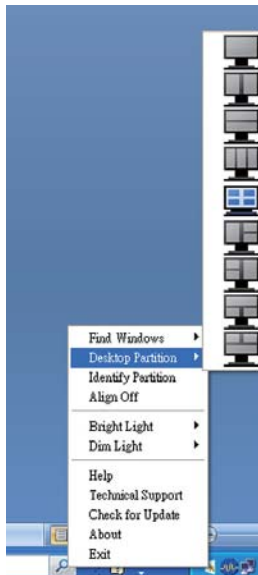 Find Windows
Desktop Partition
Identify Partition
Align Off
Bright Light
Dim Light
Help
Technical Support
Check for Update
About
Exit